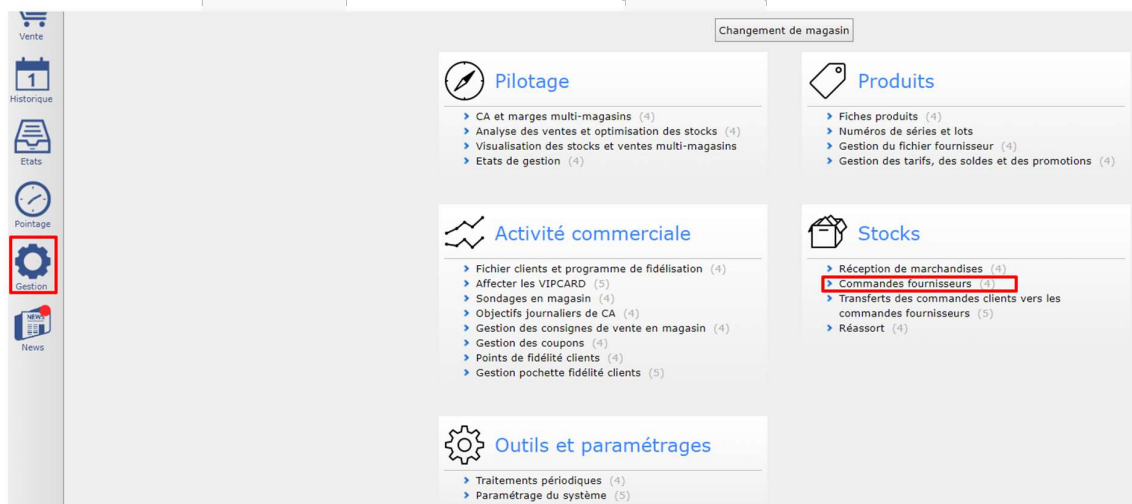 Vente
1
Historique
Etats
Pointage
Gestion
NEWS
News
Changement de magasin
Pilotage
CA et marges multi-magasins (4)
Analyse des ventes et optimisation des stocks (4)
Visualisation des stocks et ventes multi-magasins
Etats de gestion (4)
Produits
Fiches produits (4)
Numéros de séries et lots
Gestion du fichier fournisseur (4)
Gestion des tarifs, des soldes et des promotions (4)
Activité commerciale
Fichier clients et programme de fidélisation (4)
Affecter les VIPCARD (5)
Sondages en magasin (4)
Objectifs journaliers de CA (4)
Gestion des consignes de vente en magasin (4)
Gestion des coupons (4)
Points de fidélité clients (4)
Gestion pochette fidélité clients (5)
Stocks
Réception de marchandises (4)
Commandes fournisseurs (4)
Transferts des commandes clients vers les
commandes fournisseurs (5)
Réassort (4)
Outils et paramétrages
Traitements périodiques (4)
Paramétrage du système (5)